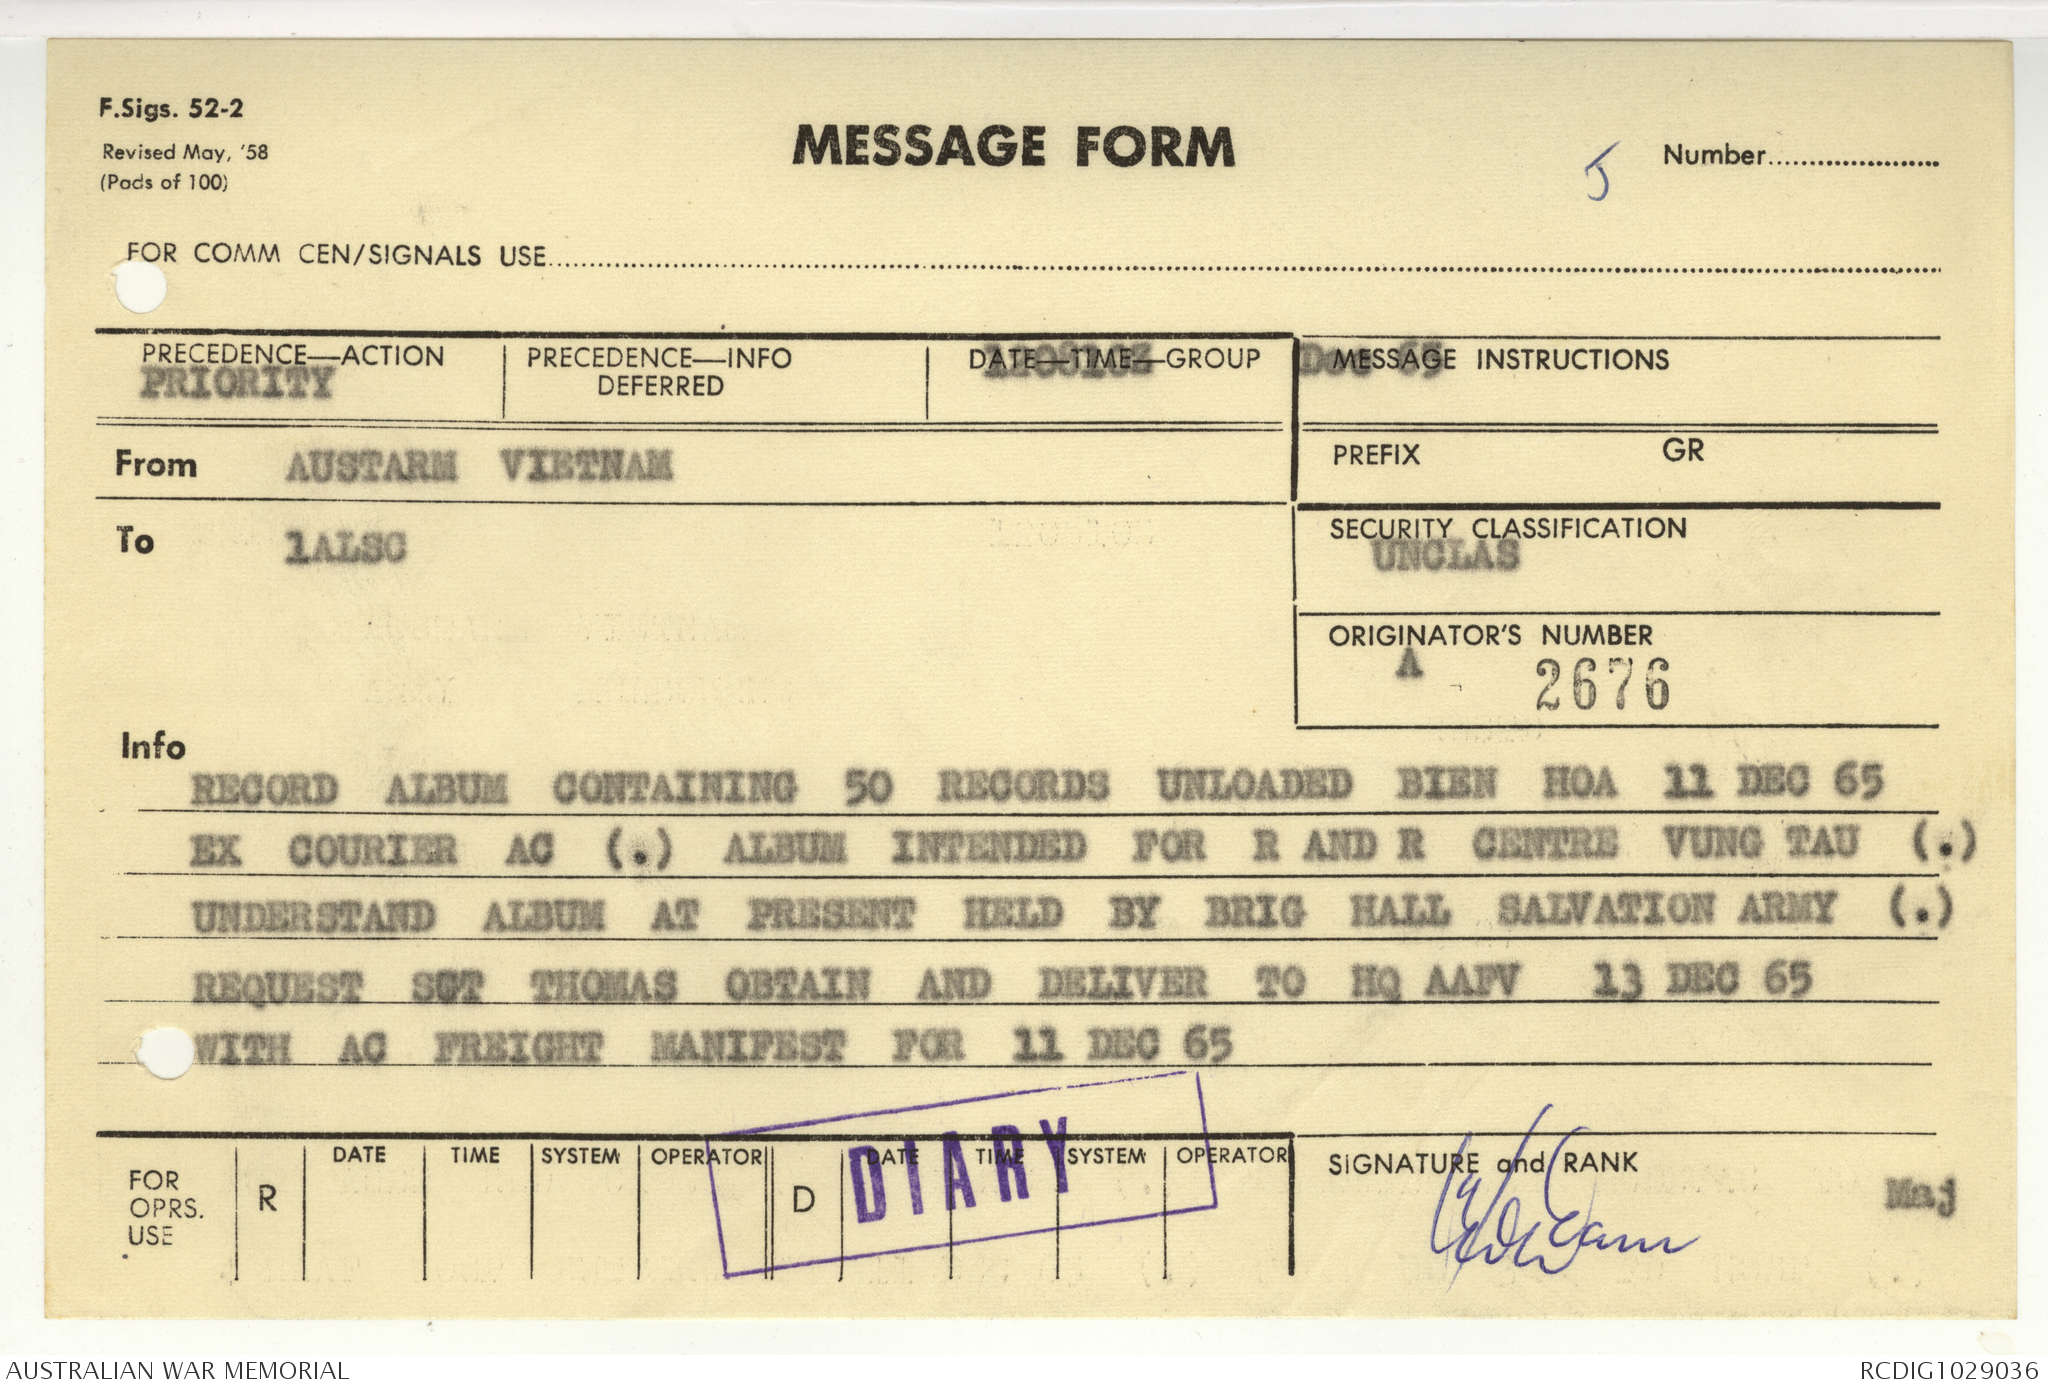 F.Sigs. 52-2
Revised May, '58
(Pads of 100)
MESSAGE FORM
J
Number
FOR COMM CEN/SIGNALS USE
PRECEDENCE—ACTION
PRIORITY
PRECEDENCE—INFO
DEFERRED
DATE—TIME—GROUP
Dec 65
MESSAGE INSTRUCTIONS
From AUSTARM VIETNAM
PREFIX GR
To 1ALSC
SECURITY CLASSIFICATION
UNCLAS
ORIGINATOR'S NUMBER
A 2676
Info
RECORD ALBUM CONTAINING 50 RECORDS UNLOADED BIEN HOA 11 DEC 65
EX COURIER AC (.) ALBUM INTENDED FOR R AND R CENTRE VUNG TAU (.)
UNDERSTAND ALBUM AT PRESENT HELD BY BRIG HALL SALVATION ARMY (.)
REQUEST SGT THOMAS OBTAIN AND DELIVER TO HQ AAFV 13 DEC 65
WITH AC FREIGHT MANIFEST FOR 11 DEC 65
FOR OPRS. USE
R
DATE TIME SYSTEM OPERATOR
D
DATE TIME SYSTEM OPERATOR
DIARY
SIGNATURE and RANK
Maj
AUSTRALIAN WAR MEMORIAL
RCDIG1029036